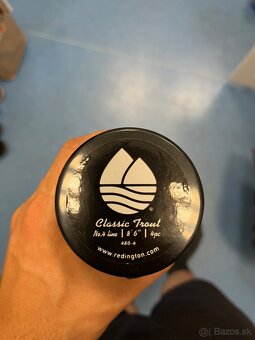 Classic Trout
No.4 line | 8' 6" | 4pc
486-4
www.redington.com
Bazos.sk